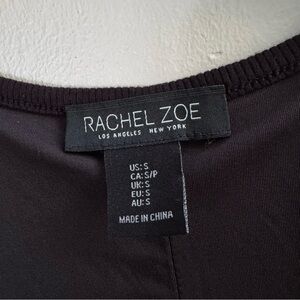 RACHEL ZOE
LOS ANGELES NEW YORK
US:S
CA:S/P
UK:S
EU:S
AU:S
MADE IN CHINA